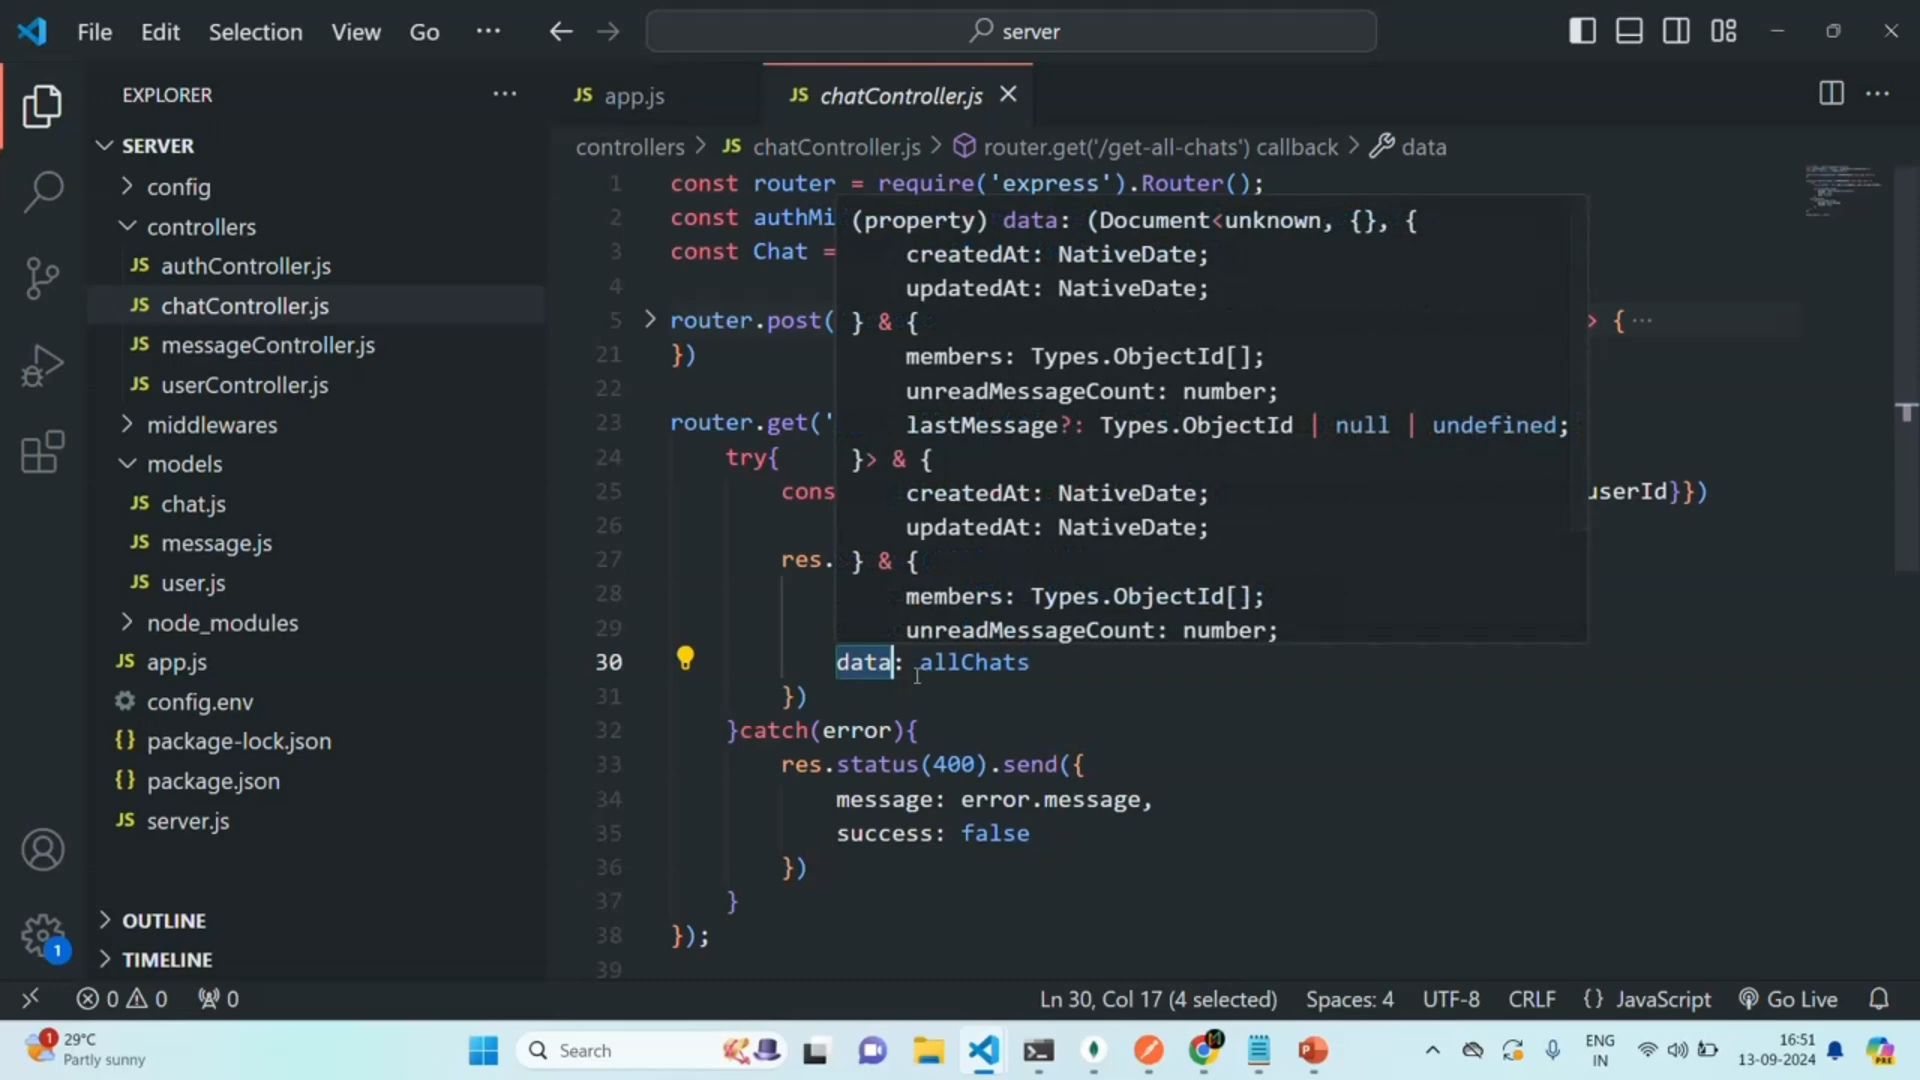 File Edit Selection View Go ··· server
EXPLORER ···
SERVER
config
controllers
JS authController.js
JS chatController.js
JS messageController.js
JS userController.js
middlewares
models
JS chat.js
JS message.js
JS user.js
node_modules
JS app.js
config.env
{} package-lock.json
{} package.json
JS server.js
OUTLINE
TIMELINE
1
JS app.js JS chatController.js ···
controllers > JS chatController.js > router.get('/get-all-chats') callback > data
1 const router = require('express').Router();
2 const authMi
3 const Chat =
4
5 router.post( > {···
21 })
22
23 router.get('
24 try{
25 cons userId}})
26
27 res.
28
29
30 data: allChats
31 })
32 }catch(error){
33 res.status(400).send({
34 message: error.message,
35 success: false
36 })
37 }
38 });
39
(property) data: (Document<unknown, {}, {
createdAt: NativeDate;
updatedAt: NativeDate;
} & {
members: Types.ObjectId[];
unreadMessageCount: number;
lastMessage?: Types.ObjectId | null | undefined;
}> & {
createdAt: NativeDate;
updatedAt: NativeDate;
} & {
members: Types.ObjectId[];
unreadMessageCount: number;
0 0 0 Ln 30, Col 17 (4 selected) Spaces: 4 UTF-8 CRLF {} JavaScript Go Live
1 29°C
Partly sunny
Search
ENG
IN
16:51
13-09-2024
PRE